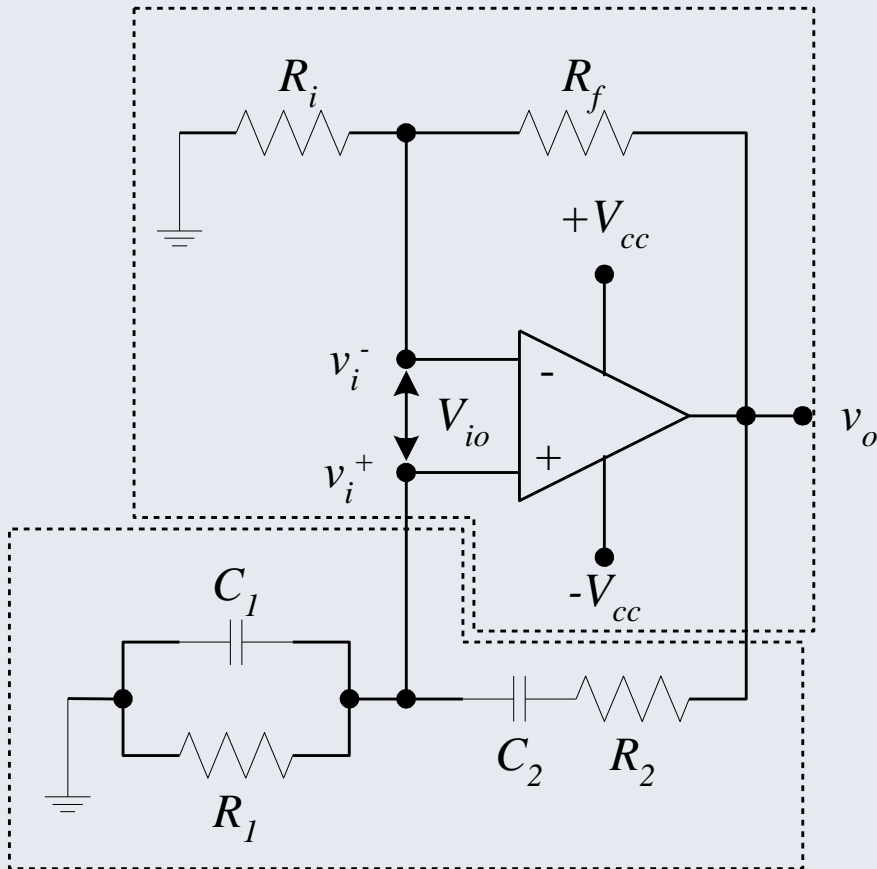 R_i R_f
+V_cc
v_i^-
-
V_io
v_o
v_i^+
+
C_1
-V_cc
C_2 R_2
R_1